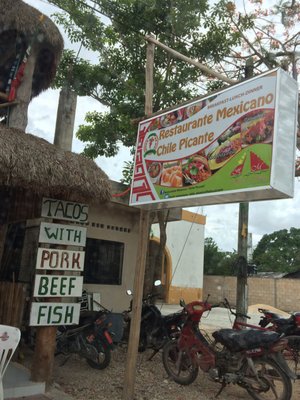 BREAKFAST-LUNCH-DINNER
Restaurante Mexicano
Chile Picante
TACOS
WITH
PORK
BEEF
FISH